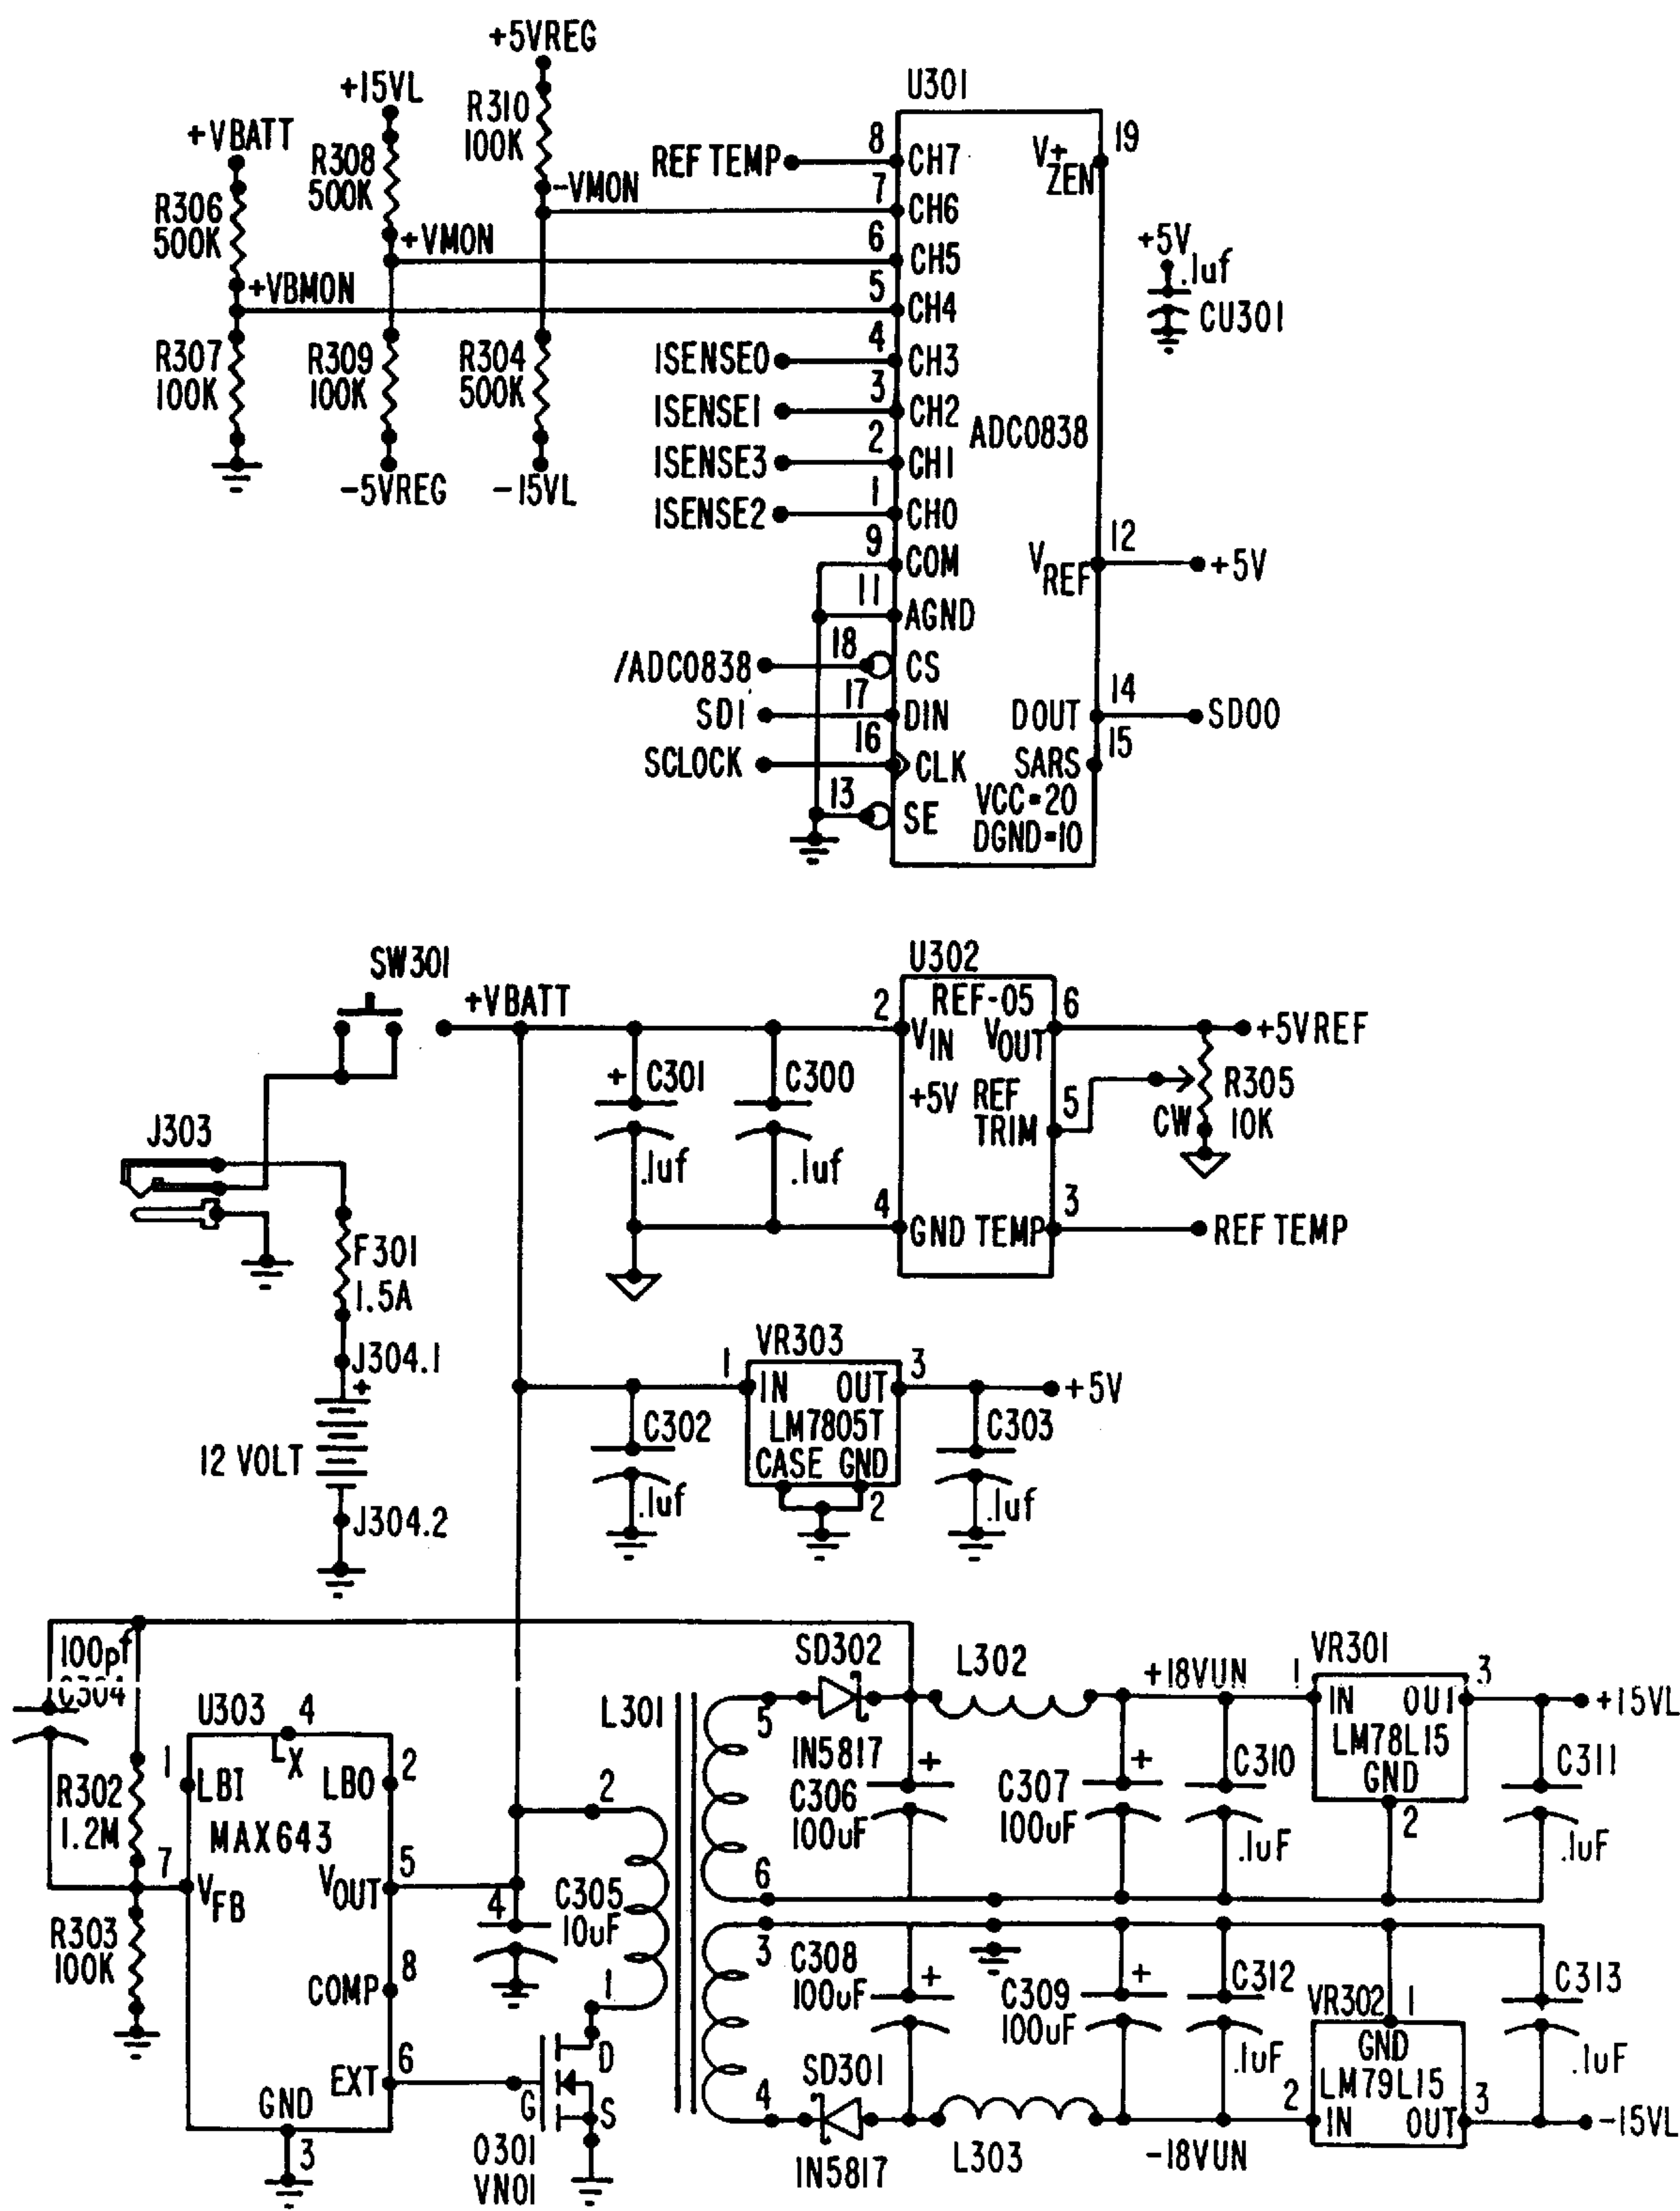 +5VREG
+15VL
R310
100K
U301
+VBATT
R308
500K
REF TEMP
8
CH7
V+
ZEN
19
R306
500K
-VMON
7
CH6
+VMON
6
CH5
+5V
.1uf
CU301
+VBMON
5
CH4
R307
100K
R309
100K
R304
500K
ISENSE0
4
CH3
ISENSE1
3
CH2
ADC0838
-5VREG
-15VL
ISENSE3
2
CH1
ISENSE2
1
CH0
9
COM
VREF
12
+5V
11
AGND
/ADC0838
18
CS
SDI
17
DIN
DOUT
14
SD00
SCLOCK
16
CLK
SARS
15
13
SE
VCC=20
DGND=10
SW301
+VBATT
U302
REF-05
2
VIN
VOUT
6
+5VREF
+
C301
.1uf
C300
.1uf
+5V REF
TRIM
5
CW
R305
10K
J303
4
GND TEMP
3
REF TEMP
F301
1.5A
J304.1
+
12 VOLT
J304.2
VR303
1
IN OUT
3
+5V
LM7805T
CASE GND
2
C302
.1uf
C303
.1uf
100pf
C304
U303
4
LX
1
LBI
LBO
2
R302
1.2M
MAX643
7
VFB
VOUT
5
R303
100K
COMP
8
EXT
6
GND
3
4
C305
10uF
L301
2
1
D
G
S
Q301
VN01
5
SD302
1N5817
L302
+18VUN
VR301
1
IN OUT
3
+15VL
LM78L15
GND
2
C306
100uF
+
C307
100uF
+
C310
.1uF
C311
.1uF
6
3
C308
100uF
+
C309
100uF
+
C312
.1uF
VR302
1
GND
LM79L15
2
IN OUT
3
-15VL
C313
.1uF
4
SD301
1N5817
L303
-18VUN